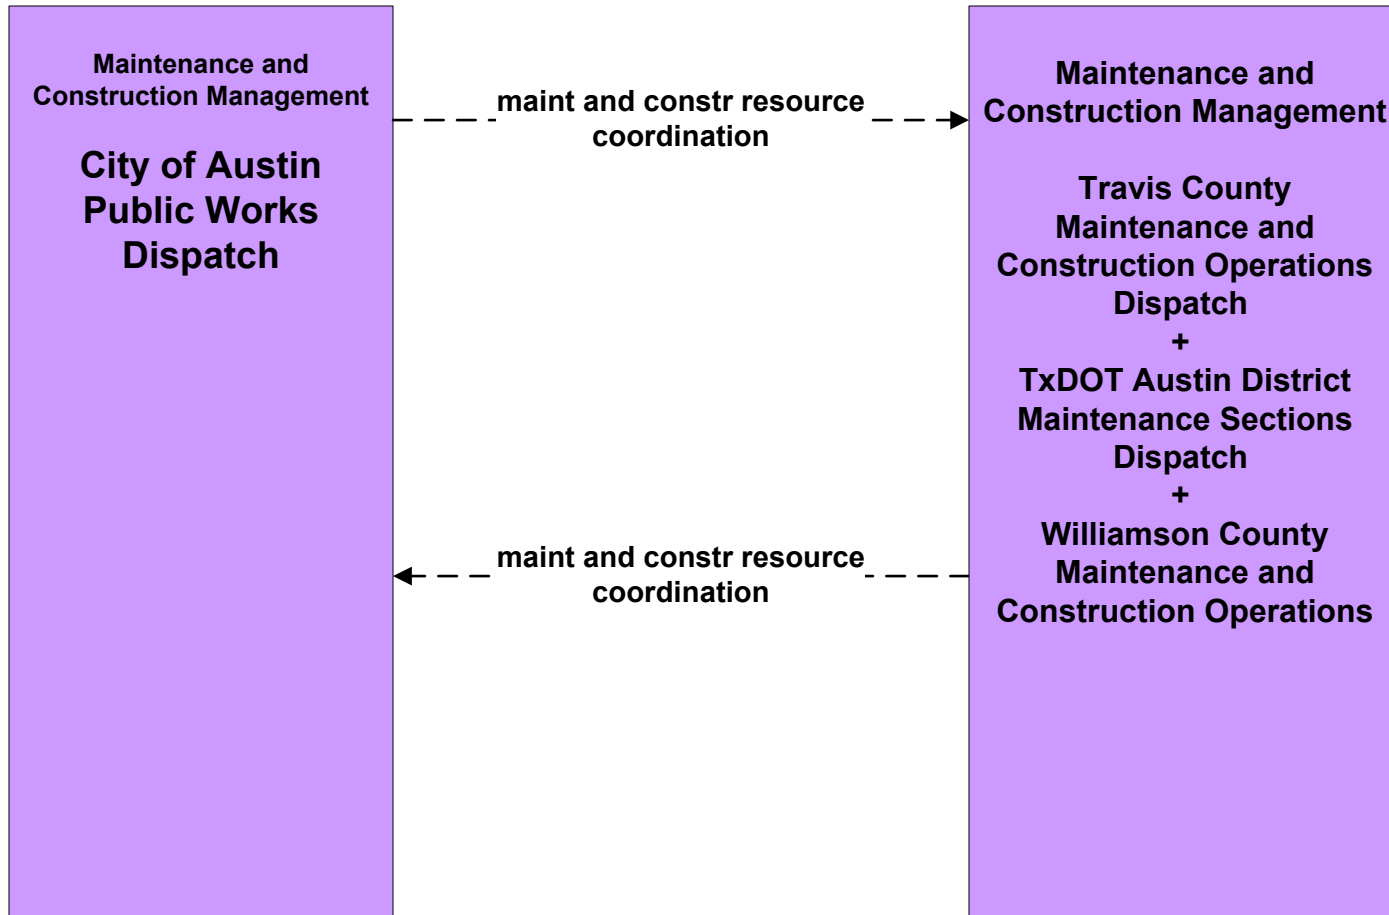 Maintenance and
Construction Management
City of Austin
Public Works
Dispatch
maint and constr resource
coordination
maint and constr resource
coordination
Maintenance and
Construction Management
Travis County
Maintenance and
Construction Operations
Dispatch
+
TxDOT Austin District
Maintenance Sections
Dispatch
+
Williamson County
Maintenance and
Construction Operations